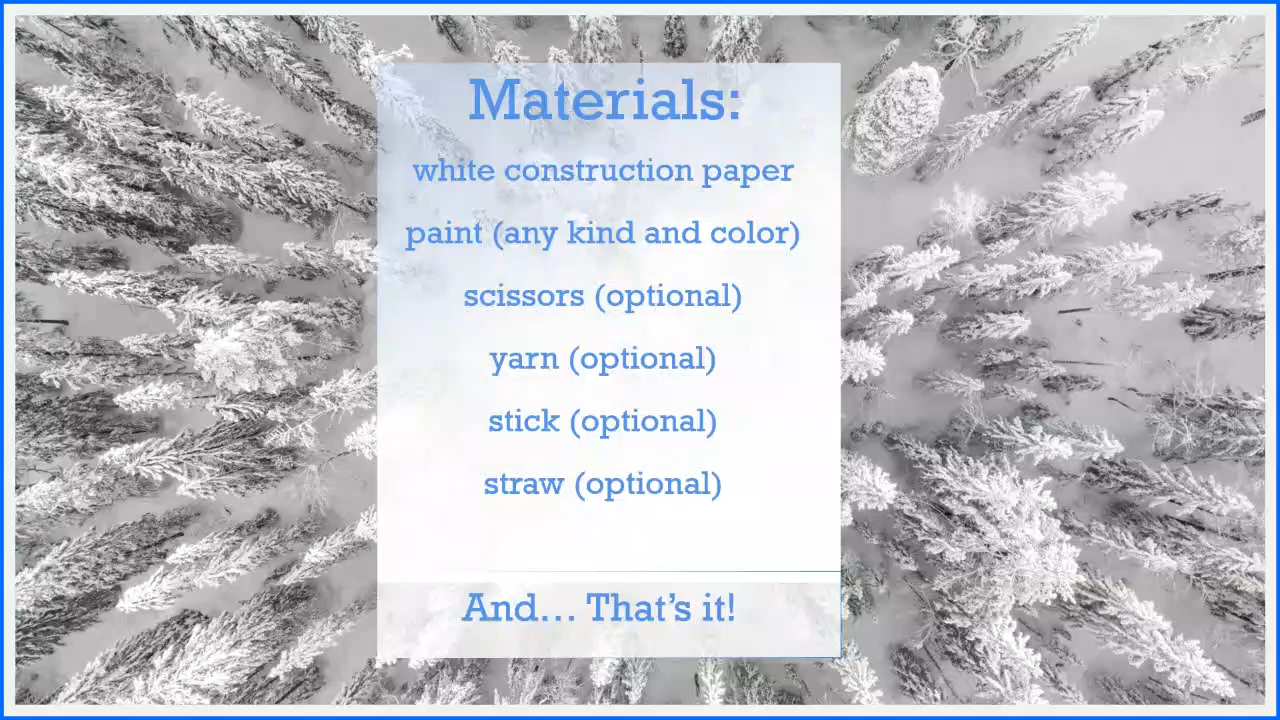 Materials:
white construction paper
paint (any kind and color)
scissors (optional)
yarn (optional)
stick (optional)
straw (optional)
And... That's it!